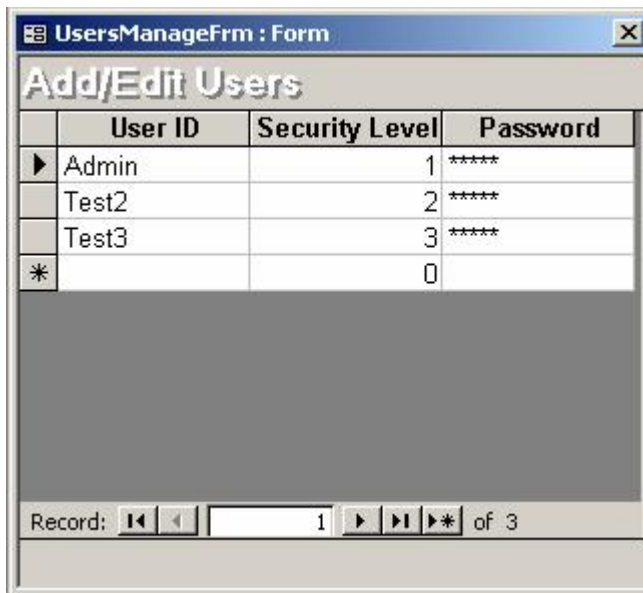 UsersManageFrm : Form
Add/Edit Users
User ID Security Level Password
Admin 1 *****
Test2 2 *****
Test3 3 *****
* 0
Record: 1 of 3